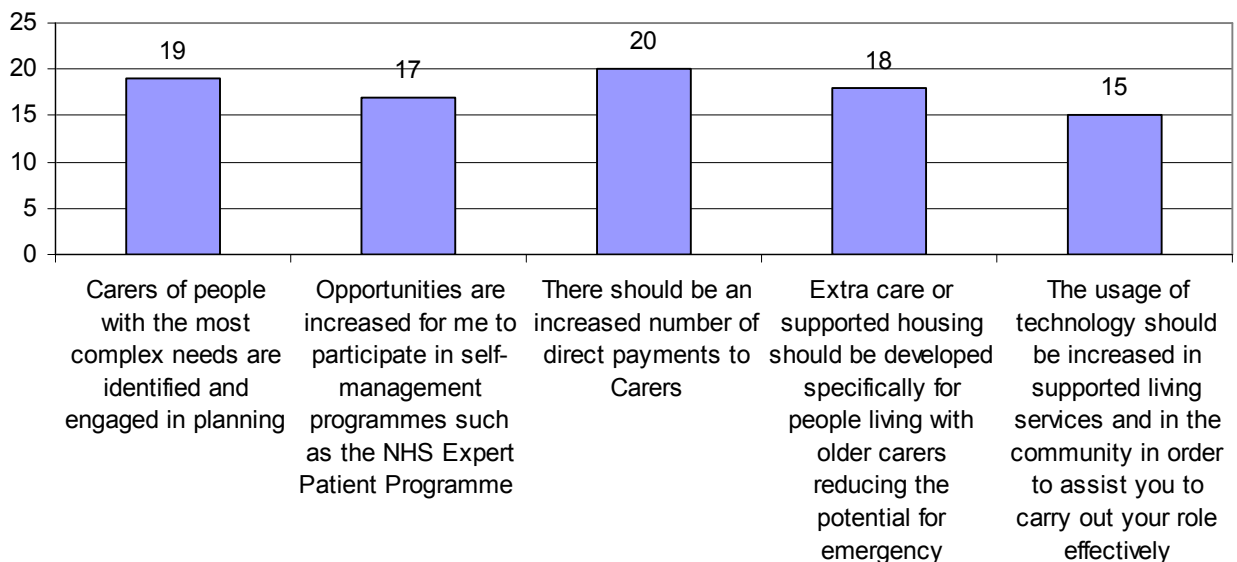 25
20
15
10
5
0
19
17
20
18
15
Carers of people
with the most
complex needs are
identified and
engaged in planning
Opportunities are
increased for me to
participate in self-
management
programmes such
as the NHS Expert
Patient Programme
There should be an
increased number of
direct payments to
Carers
Extra care or
supported housing
should be developed
specifically for
people living with
older carers
reducing the
potential for
emergency
The usage of
technology should
be increased in
supported living
services and in the
community in order
to assist you to
carry out your role
effectively